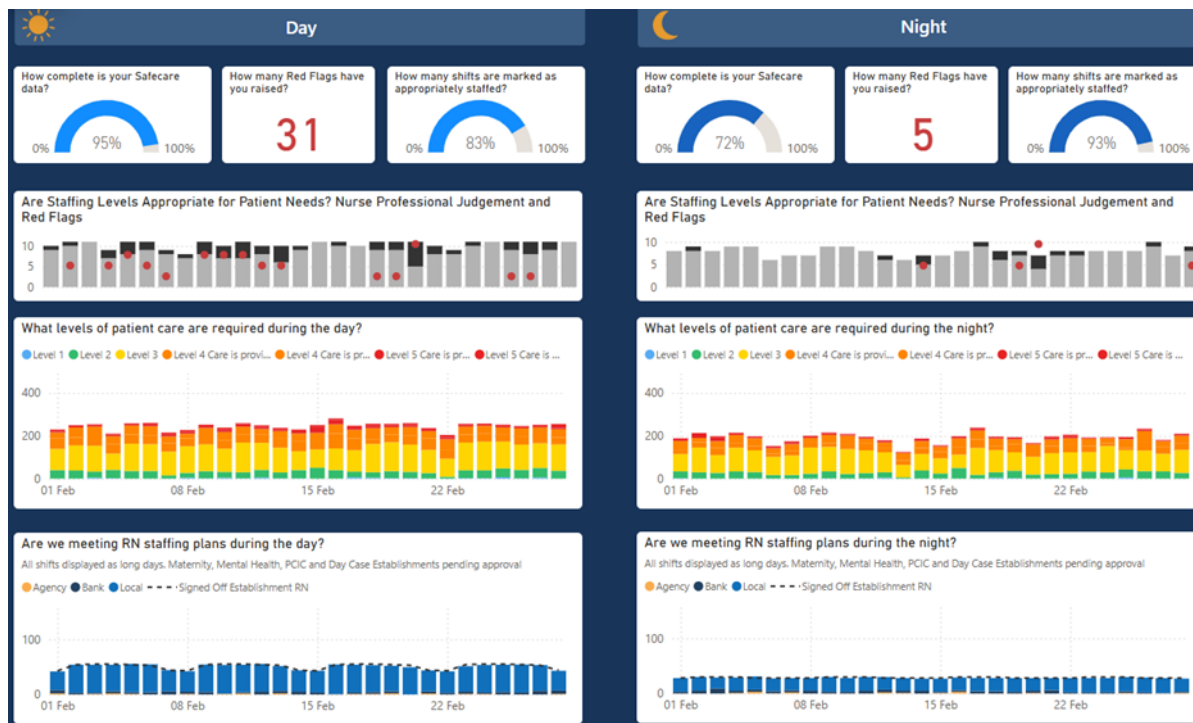 Day
How complete is your Safecare
data?
0%
95%
100%
How many Red Flags have
you raised?
31
How many shifts are marked as
appropriately staffed?
0%
83%
100%
Are Staffing Levels Appropriate for Patient Needs? Nurse Professional Judgement and
Red Flags
10
5
0
What levels of patient care are required during the day?
Level 1 Level 2 Level 3 Level 4 Care is provi... Level 4 Care is pr... Level 5 Care is pr... Level 5 Care is ...
400
200
0
01 Feb 08 Feb 15 Feb 22 Feb
Are we meeting RN staffing plans during the day?
All shifts displayed as long days. Maternity, Mental Health, PCIC and Day Case Establishments pending approval
Agency Bank Local Signed Off Establishment RN
100
0
01 Feb 08 Feb 15 Feb 22 Feb
Night
How complete is your Safecare
data?
0%
72%
100%
How many Red Flags have
you raised?
5
How many shifts are marked as
appropriately staffed?
0%
93%
100%
Are Staffing Levels Appropriate for Patient Needs? Nurse Professional Judgement and
Red Flags
10
5
0
What levels of patient care are required during the night?
Level 1 Level 2 Level 3 Level 4 Care is provi... Level 4 Care is pr... Level 5 Care is pr... Level 5 Care is ...
400
200
0
01 Feb 08 Feb 15 Feb 22 Feb
Are we meeting RN staffing plans during the night?
All shifts displayed as long days. Maternity, Mental Health, PCIC and Day Case Establishments pending approval
Agency Bank Local Signed Off Establishment RN
100
0
01 Feb 08 Feb 15 Feb 22 Feb